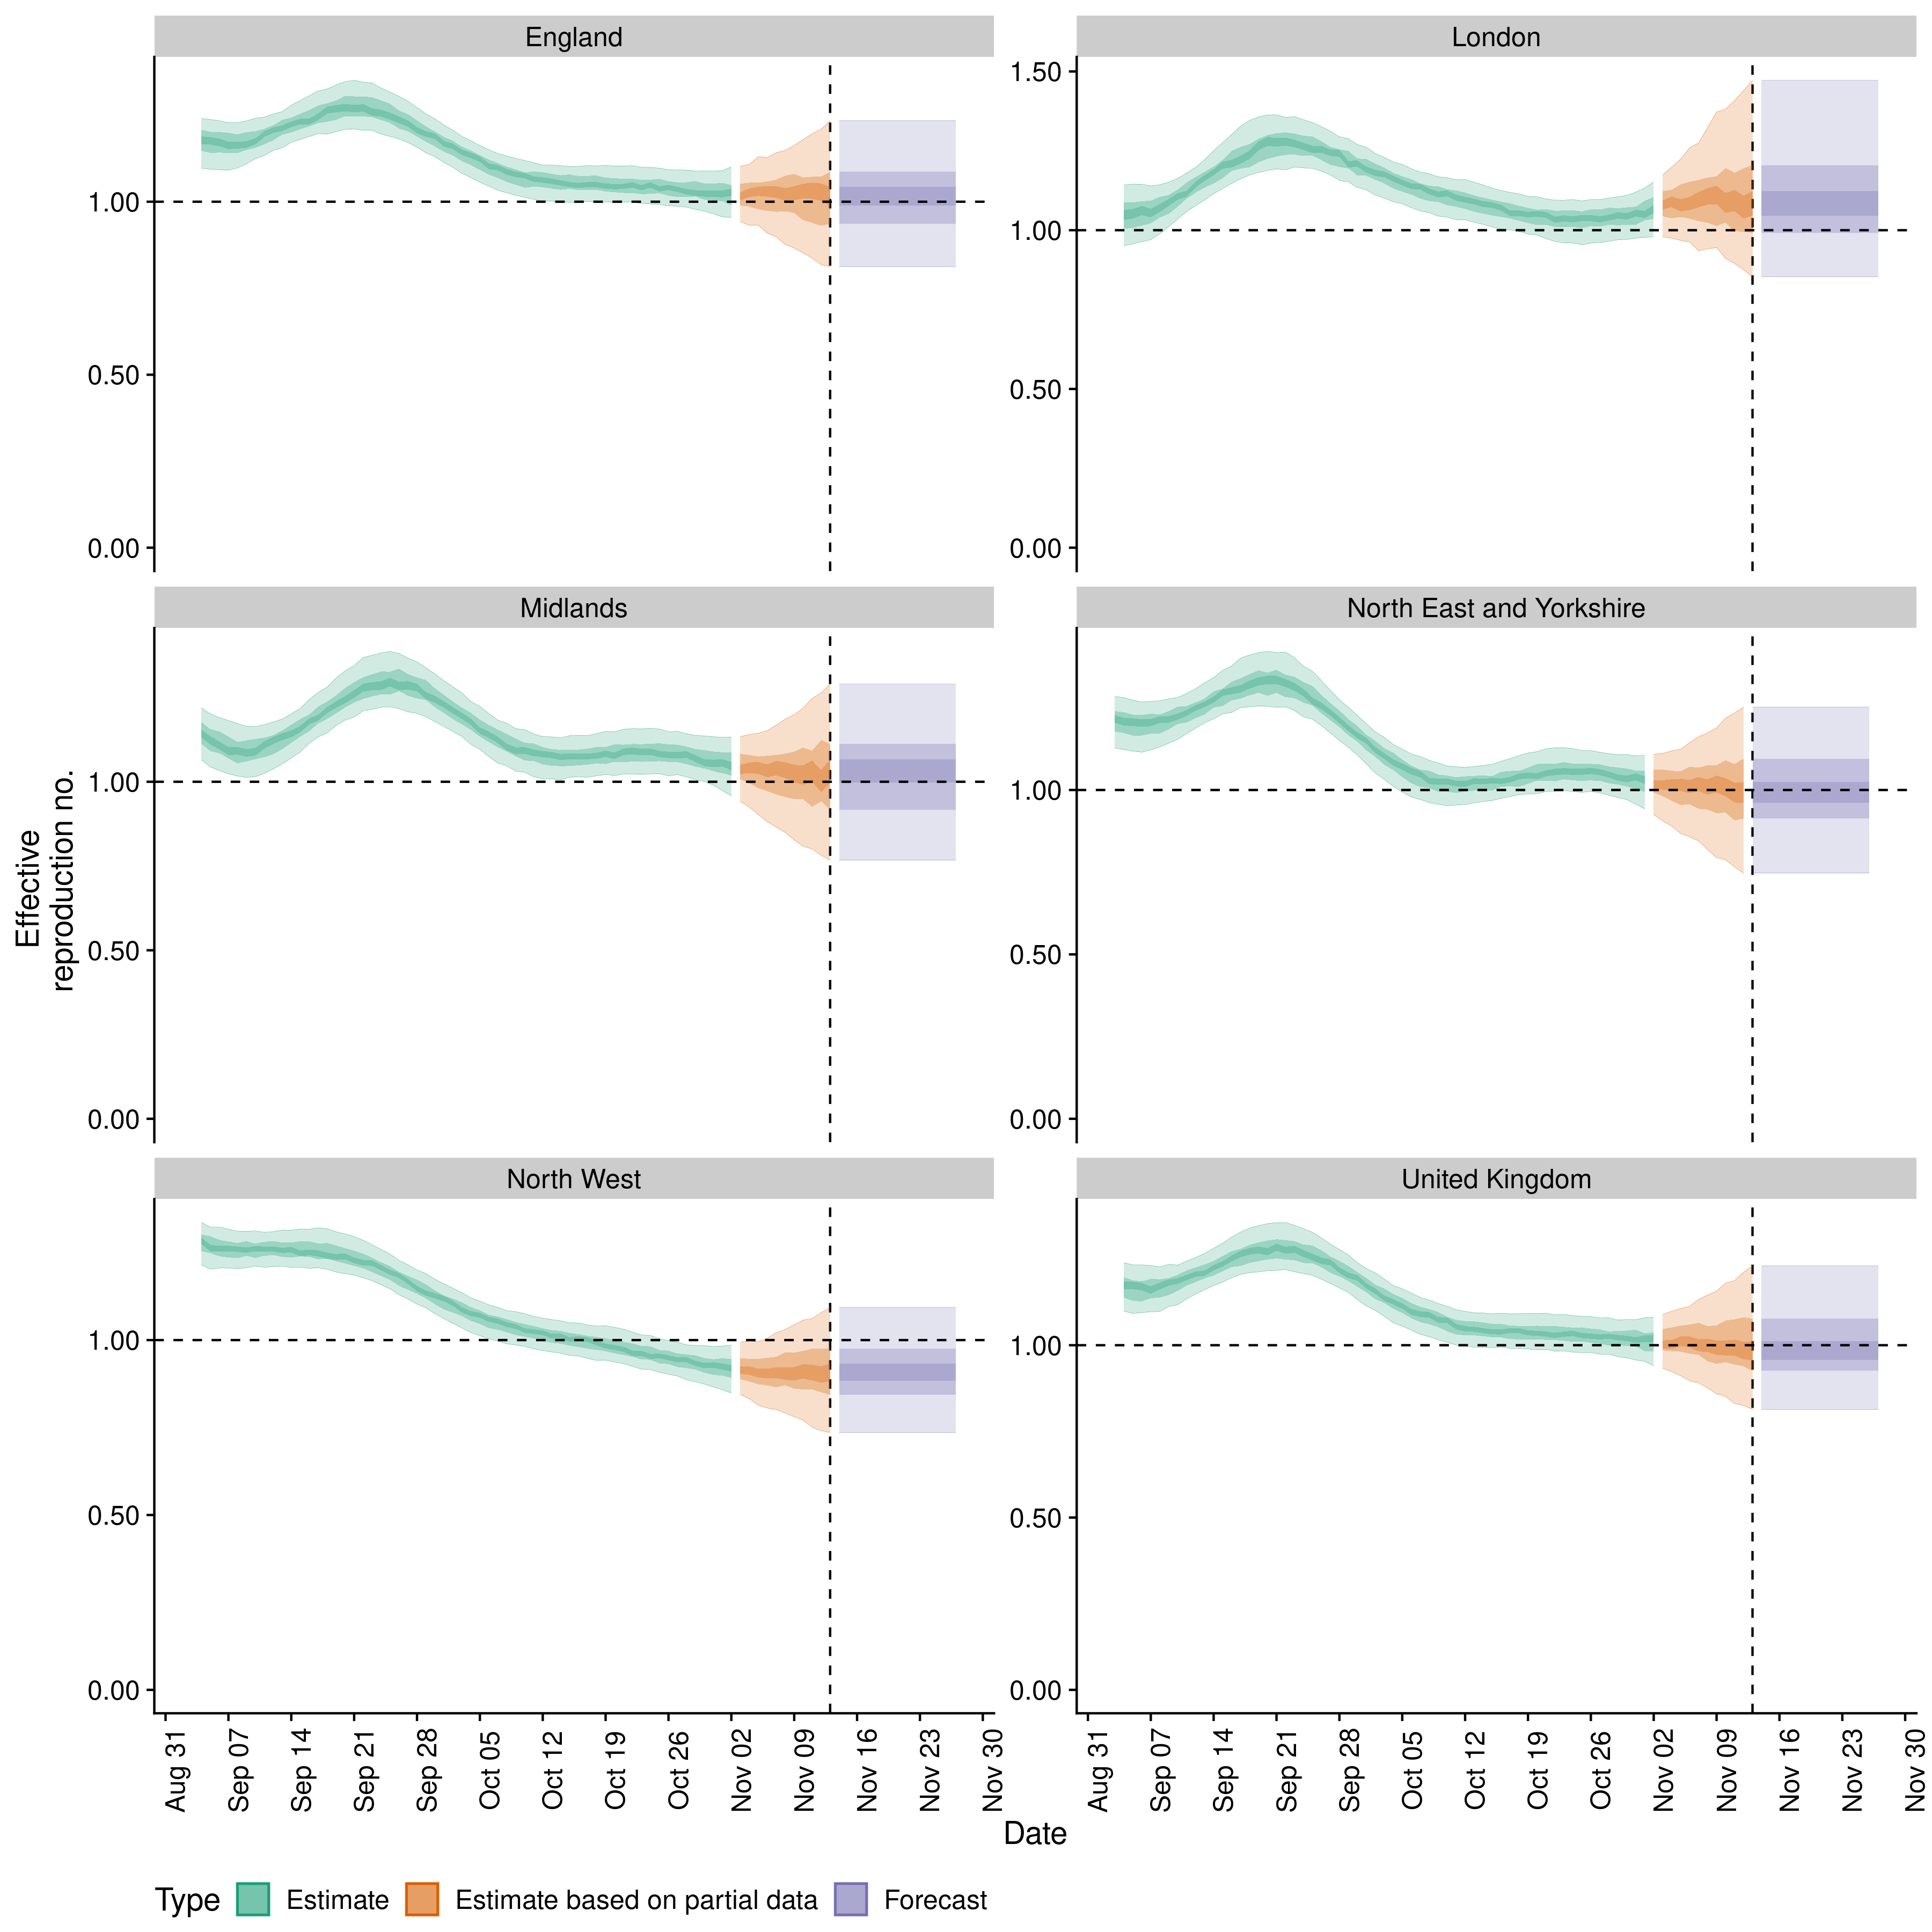 England
London
1.00
0.50
0.00
1.50
1.00
0.50
0.00
Midlands
North East and Yorkshire
1.00
0.50
0.00
1.00
0.50
0.00
North West
United Kingdom
1.00
0.50
0.00
1.00
0.50
0.00
Effective
reproduction no.
Aug 31
Sep 07
Sep 14
Sep 21
Sep 28
Oct 05
Oct 12
Oct 19
Oct 26
Nov 02
Nov 09
Nov 16
Nov 23
Nov 30
Aug 31
Sep 07
Sep 14
Sep 21
Sep 28
Oct 05
Oct 12
Oct 19
Oct 26
Nov 02
Nov 09
Nov 16
Nov 23
Nov 30
Date
Type Estimate Estimate based on partial data Forecast